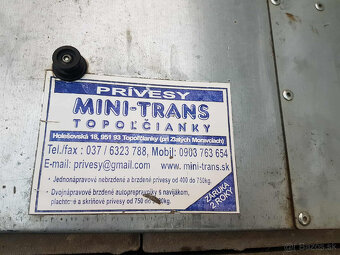 PRÍVESY
MINI-TRANS
TOPOĽČIANKY
Holešovská 18, 951 93 Topoľčianky (pri Zlatých Moravciach)
Tel./fax : 037 / 6323 788, Mobil: 0903 763 654
E-mail: privesy@gmail.com www.mini-trans.sk
• Jednonápravové nebrzdené a brzdené prívesy od 400 do 750kg.
• Dvojnápravové brzdené autoprepravníky s navijakom,
plachtové a skriňové prívesy od 750 do
ZÁRUKA
2 ROKY